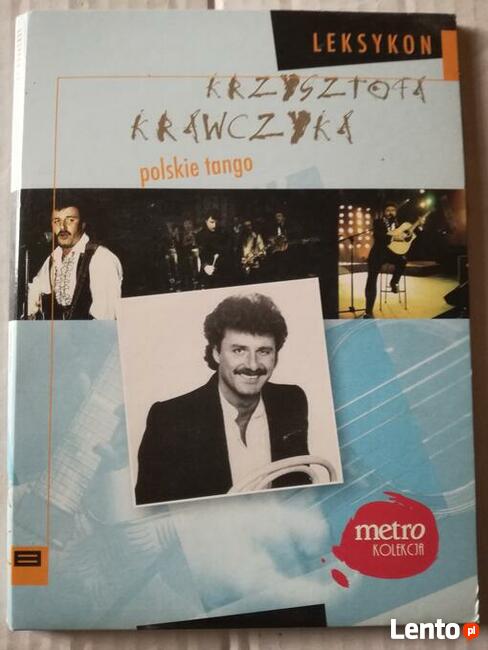 LEKSYKON
KRZYSZTOFA
KRAWCZYKA
polskie tango
metro
KOLEKCJA
Lento.pl